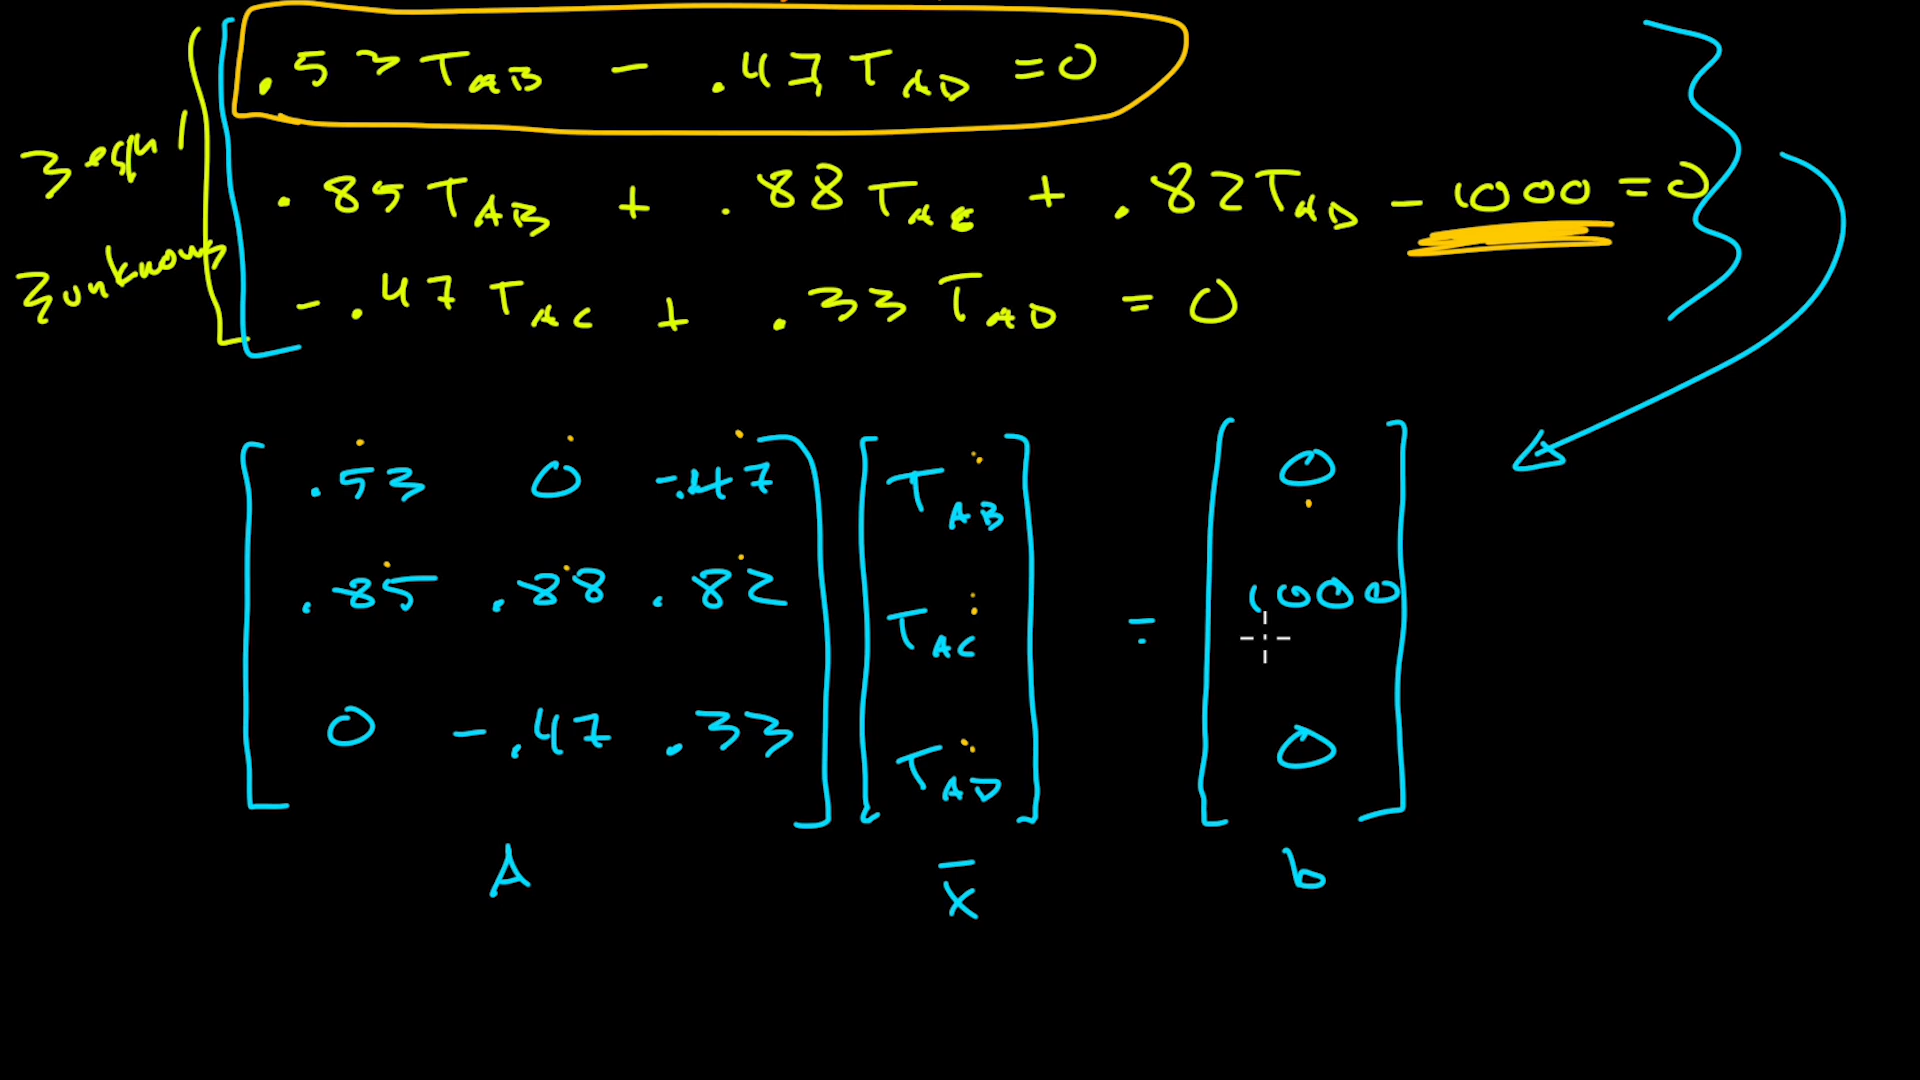 .53 TAB - .47 TAD = 0
3 eqn
.85 TAB + .88 TAC + .82 TAD - 1000 = 0
3 unknowns
-.47 TAC + .33 TAD = 0
.53 0 -.47 TAB 0
.85 .88 .82 TAC = 1000
0 -.47 .33 TAD 0
A x̄ b